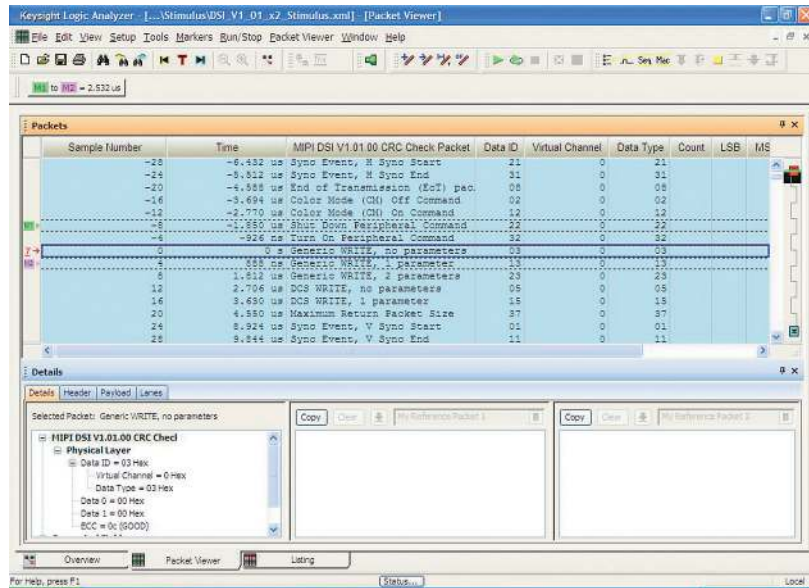 Keysight Logic Analyzer - [...\Stimulus\DSI_V1_01_x2_Stimulus.xml] - [Packet Viewer]
File Edit View Setup Tools Markers Run/Stop Packet Viewer Window Help
M1 to M2 = 2.532 us
Packets
Sample Number Time MIPI DSI V1.01.00 CRC Check Packet Data ID Virtual Channel Data Type Count LSB MS
-28 -6.432 us Sync Event, H Sync Start 21 0 21
-24 -5.512 us Sync Event, H Sync End 31 0 31
-20 -4.588 us End of Transmission (EoT) pac. 08 0 08
-16 -3.694 us Color Mode (CM) Off Command 02 0 02
-12 -2.770 us Color Mode (CM) On Command 12 0 12
-8 -1.850 us Shut Down Peripheral Command 22 0 22
-4 -926 ns Turn On Peripheral Command 32 0 32
0 0 s Generic WRITE, no parameters 03 0 03
4 888 ns Generic WRITE, 1 parameter 13 0 13
8 1.812 us Generic WRITE, 2 parameters 23 0 23
12 2.706 us DCS WRITE, no parameters 05 0 05
16 3.630 us DCS WRITE, 1 parameter 15 0 15
20 4.550 us Maximum Return Packet Size 37 0 37
24 8.924 us Sync Event, V Sync Start 01 0 01
28 9.844 us Sync Event, V Sync End 11 0 11
Details
Details Header Payload Lanes
Selected Packet: Generic WRITE, no parameters
Copy Clear My Reference Packet 1
Copy Clear My Reference Packet 2
MIPI DSI V1.01.00 CRC Checl
Physical Layer
Data ID = 03 Hex
Virtual Channel = 0 Hex
Data Type = 03 Hex
Data 0 = 00 Hex
Data 1 = 00 Hex
ECC = 0c (GOOD)
Overview Packet Viewer Listing
For Help, press F1 Status... Local